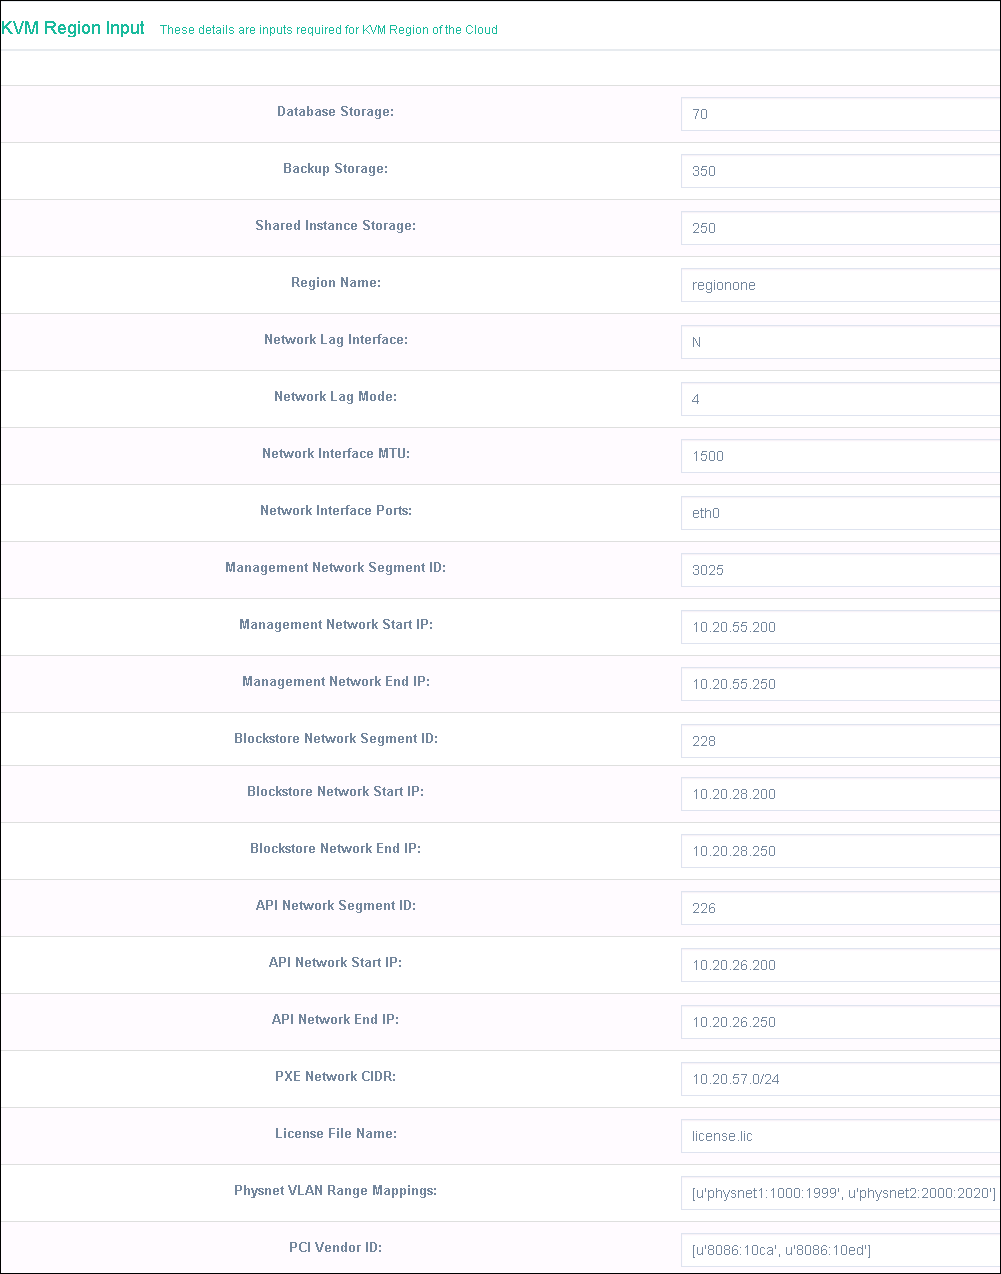 KVM Region Input These details are inputs required for KVM Region of the Cloud
Database Storage: 70
Backup Storage: 350
Shared Instance Storage: 250
Region Name: regionone
Network Lag Interface: N
Network Lag Mode: 4
Network Interface MTU: 1500
Network Interface Ports: eth0
Management Network Segment ID: 3025
Management Network Start IP: 10.20.55.200
Management Network End IP: 10.20.55.250
Blockstore Network Segment ID: 228
Blockstore Network Start IP: 10.20.28.200
Blockstore Network End IP: 10.20.28.250
API Network Segment ID: 226
API Network Start IP: 10.20.26.200
API Network End IP: 10.20.26.250
PXE Network CIDR: 10.20.57.0/24
License File Name: license.lic
Physnet VLAN Range Mappings: [u'physnet1:1000:1999', u'physnet2:2000:2020']
PCI Vendor ID: [u'8086:10ca', u'8086:10ed']